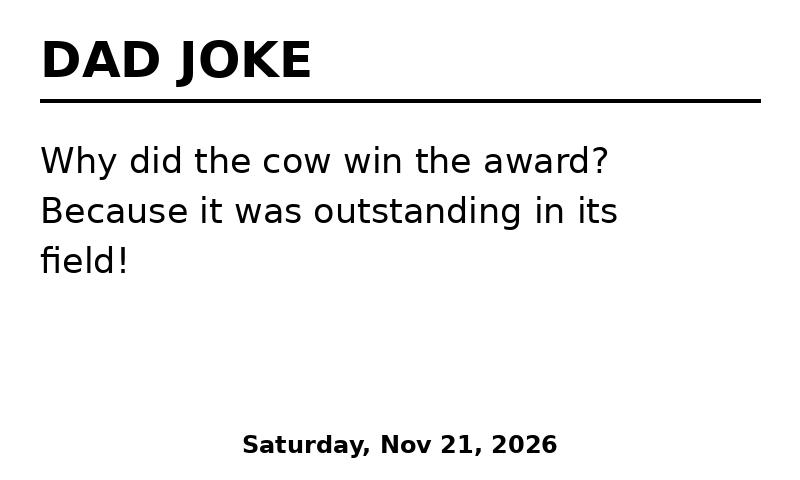 DAD JOKE
Why did the cow win the award?
Because it was outstanding in its
field!
Saturday, Nov 21, 2026